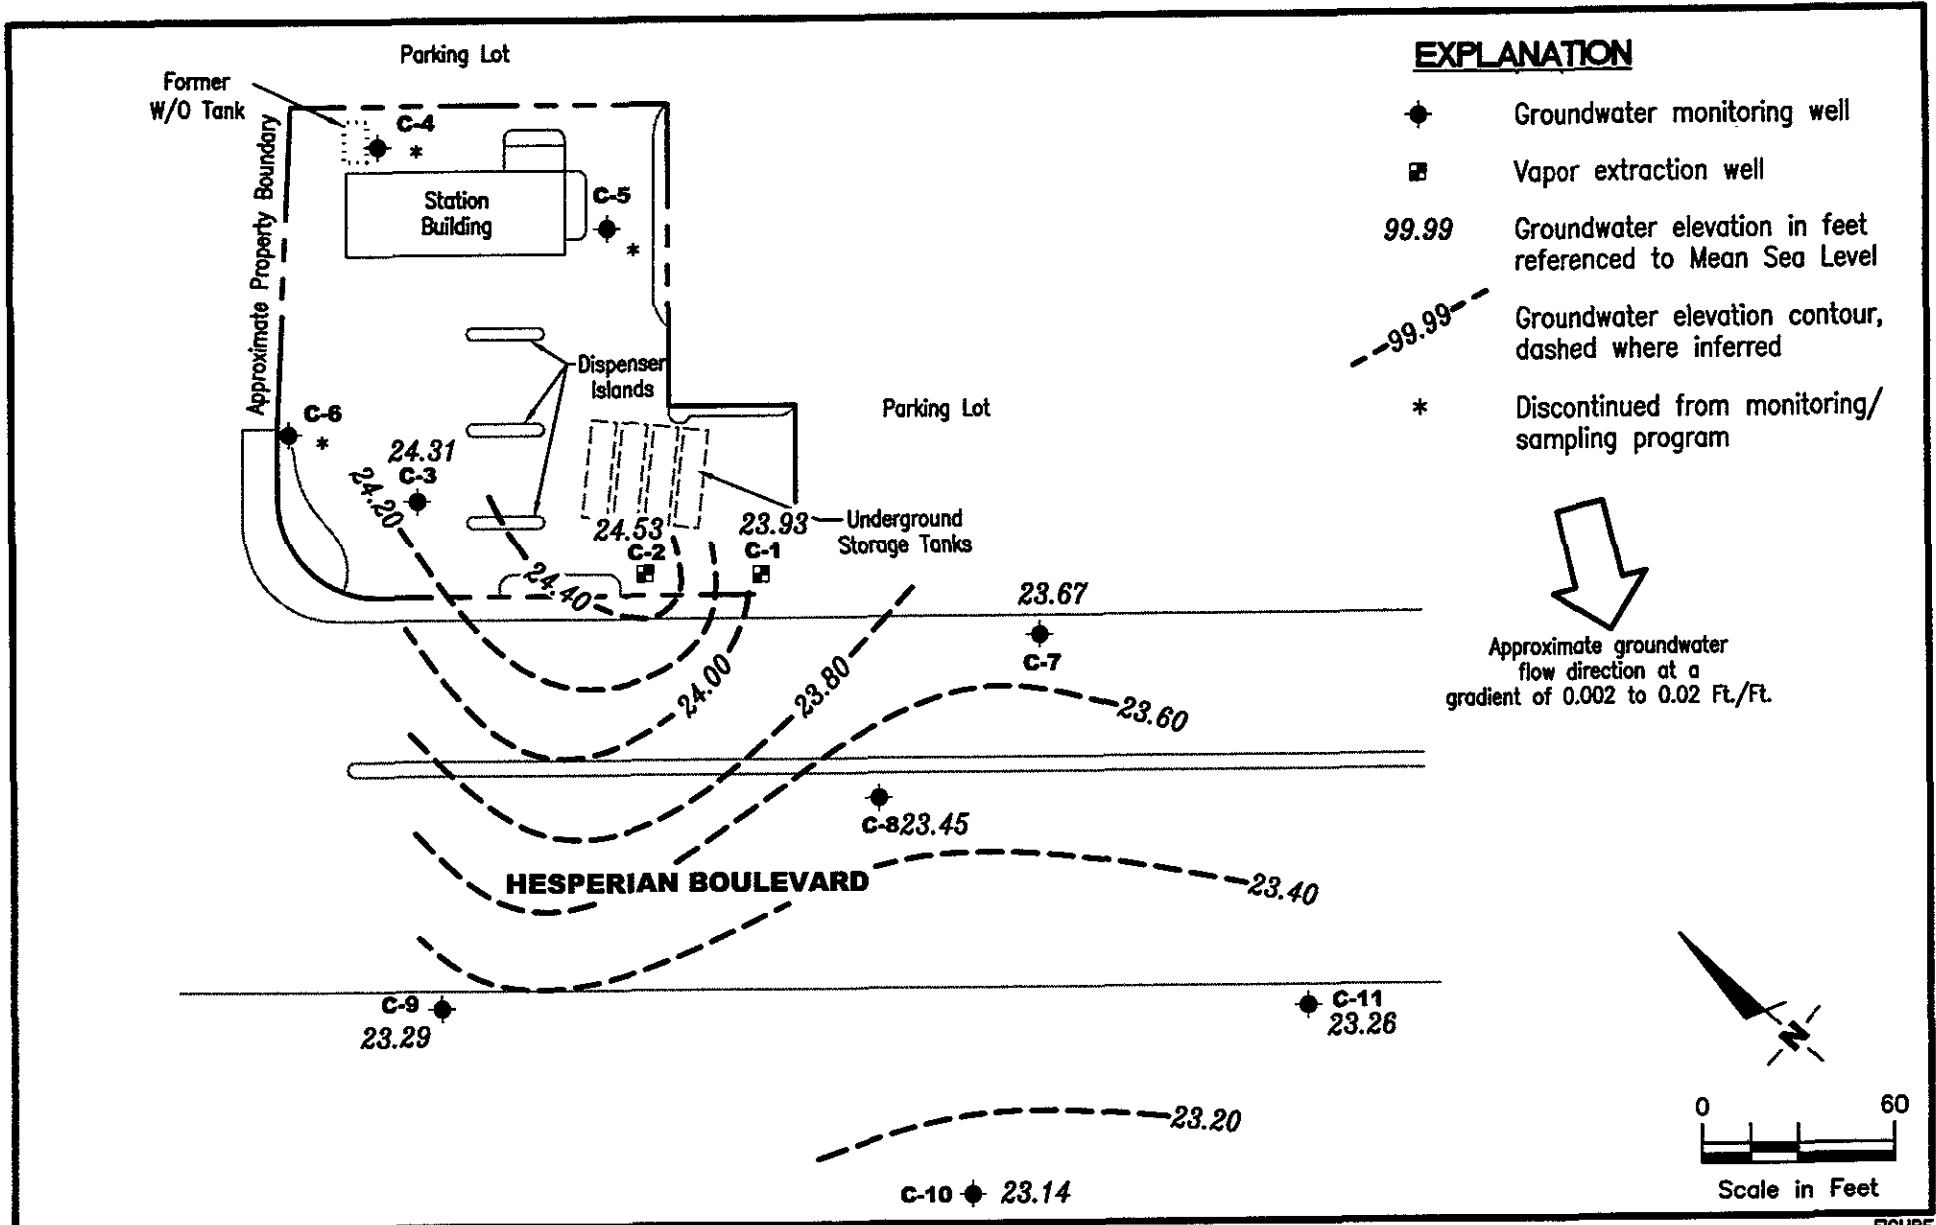 Parking Lot
Former
W/O Tank
C-4
*
Approximate Property Boundary
Station
Building
C-5
*
Dispenser
Islands
C-6
*
24.31
C-3
24.20
Parking Lot
24.53
C-2
23.93
C-1
Underground
Storage Tanks
24.40
23.67
C-7
24.00
23.80
23.60
C-8 23.45
HESPERIAN BOULEVARD
23.40
C-9
23.29
C-11
23.26
23.20
C-10 23.14
EXPLANATION
Groundwater monitoring well
Vapor extraction well
99.99 Groundwater elevation in feet
referenced to Mean Sea Level
99.99 Groundwater elevation contour,
dashed where inferred
* Discontinued from monitoring/
sampling program
Approximate groundwater
flow direction at a
gradient of 0.002 to 0.02 Ft./Ft.
N
0 60
Scale in Feet
FIGURE